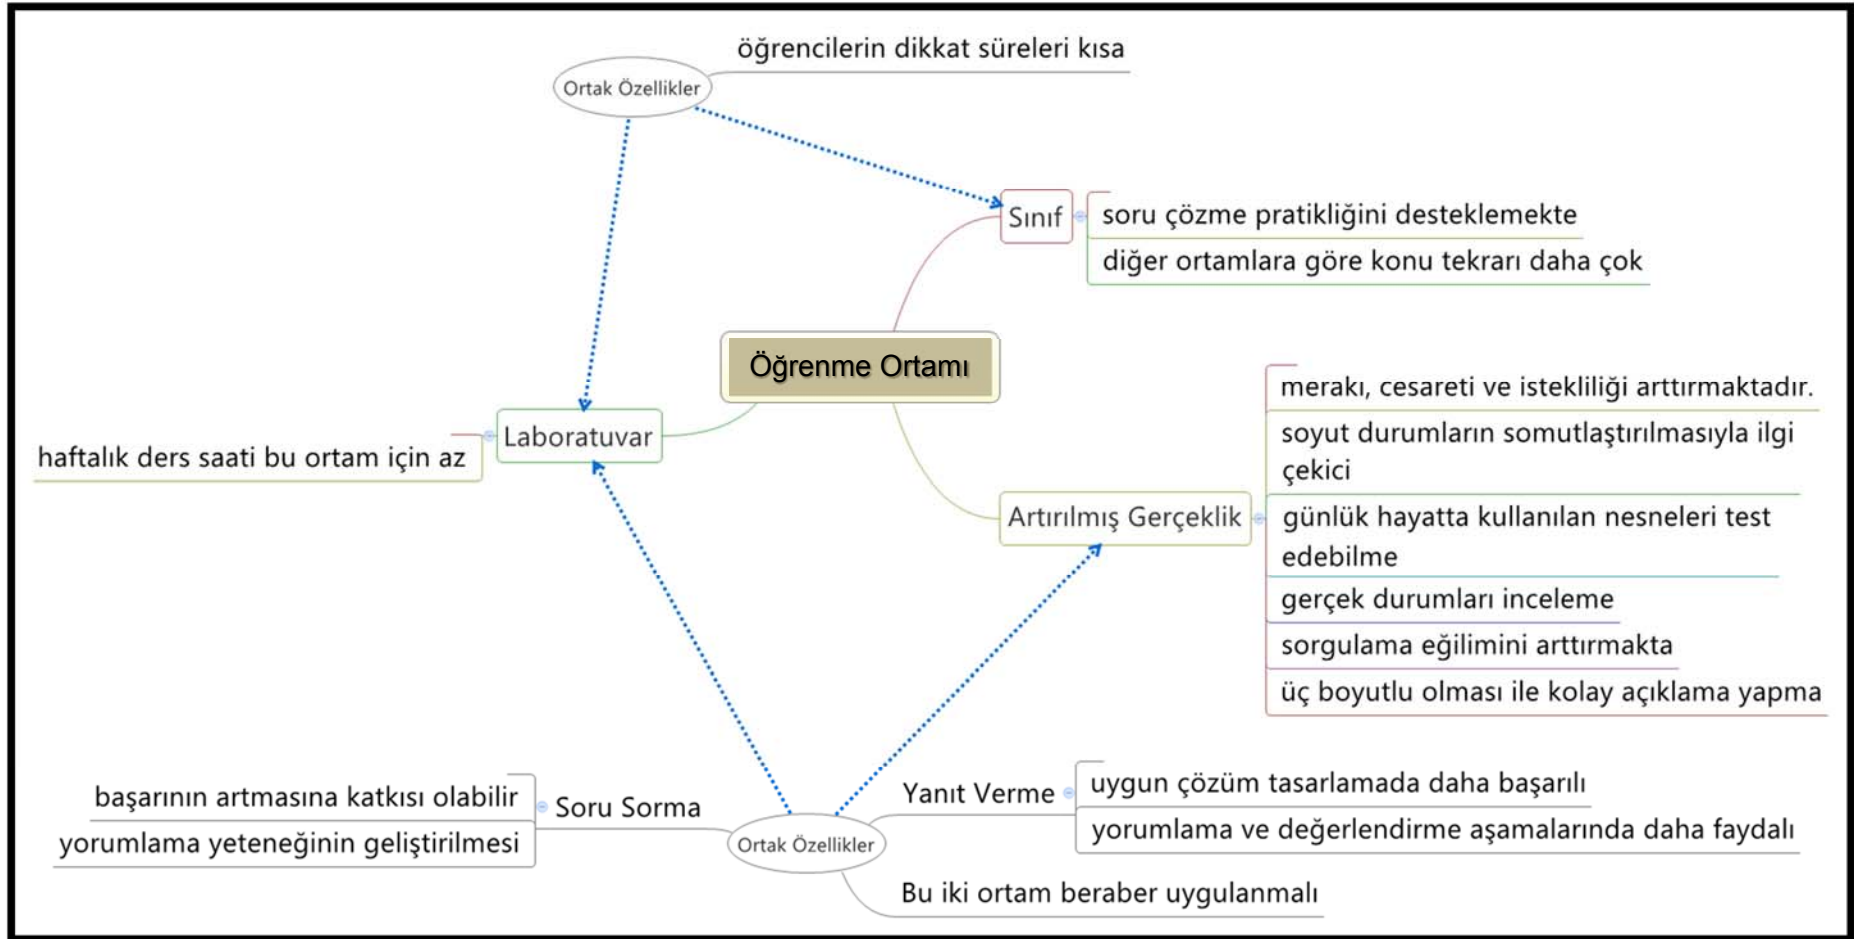 öğrencilerin dikkat süreleri kısa
Ortak Özellikler
Sınıf
soru çözme pratikliğini desteklemekte
diğer ortamlara göre konu tekrarı daha çok
Öğrenme Ortamı
Laboratuvar
haftalık ders saati bu ortam için az
Artırılmış Gerçeklik
merakı, cesareti ve istekliliği arttırmaktadır.
soyut durumların somutlaştırılmasıyla ilgi
çekici
günlük hayatta kullanılan nesneleri test
edebilme
gerçek durumları inceleme
sorgulama eğilimini arttırmakta
üç boyutlu olması ile kolay açıklama yapma
başarının artmasına katkısı olabilir
yorumlama yeteneğinin geliştirilmesi
Soru Sorma
Ortak Özellikler
Yanıt Verme
uygun çözüm tasarlamada daha başarılı
yorumlama ve değerlendirme aşamalarında daha faydalı
Bu iki ortam beraber uygulanmalı